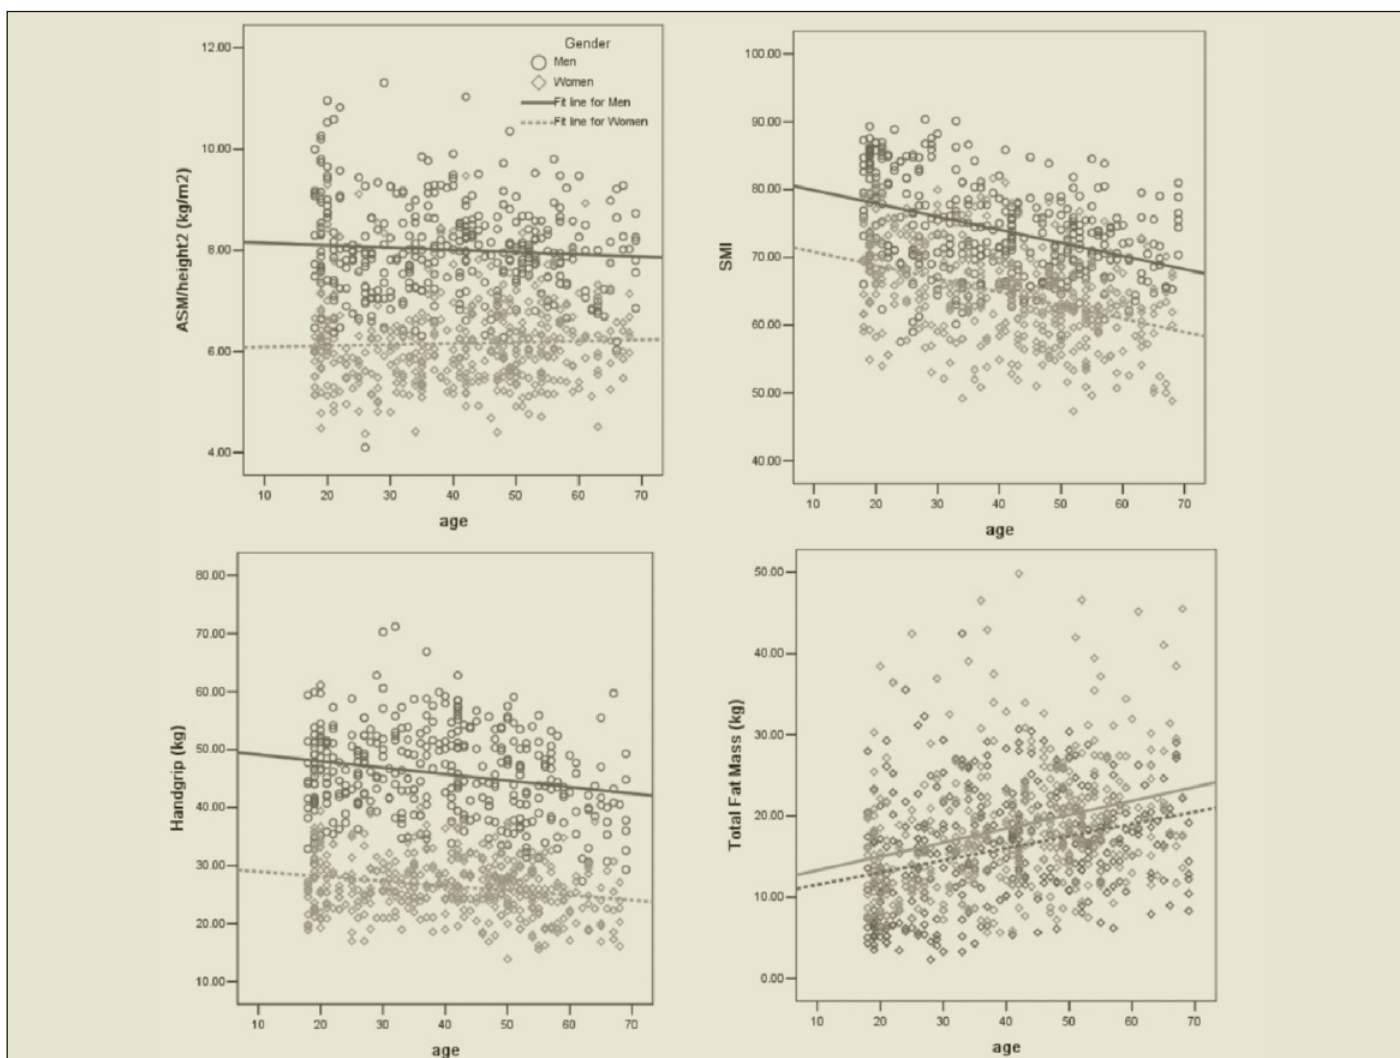 12.00
10.00
8.00
6.00
4.00
ASM/height2 (kg/m2)
Gender
Men
Women
Fit line for Men
Fit line for Women
10 20 30 40 50 60 70
age
100.00
90.00
80.00
70.00
60.00
50.00
40.00
SMI
10 20 30 40 50 60 70
age
80.00
70.00
60.00
50.00
40.00
30.00
20.00
10.00
Handgrip (kg)
10 20 30 40 50 60 70
age
50.00
40.00
30.00
20.00
10.00
0.00
Total Fat Mass (kg)
10 20 30 40 50 60 70
age